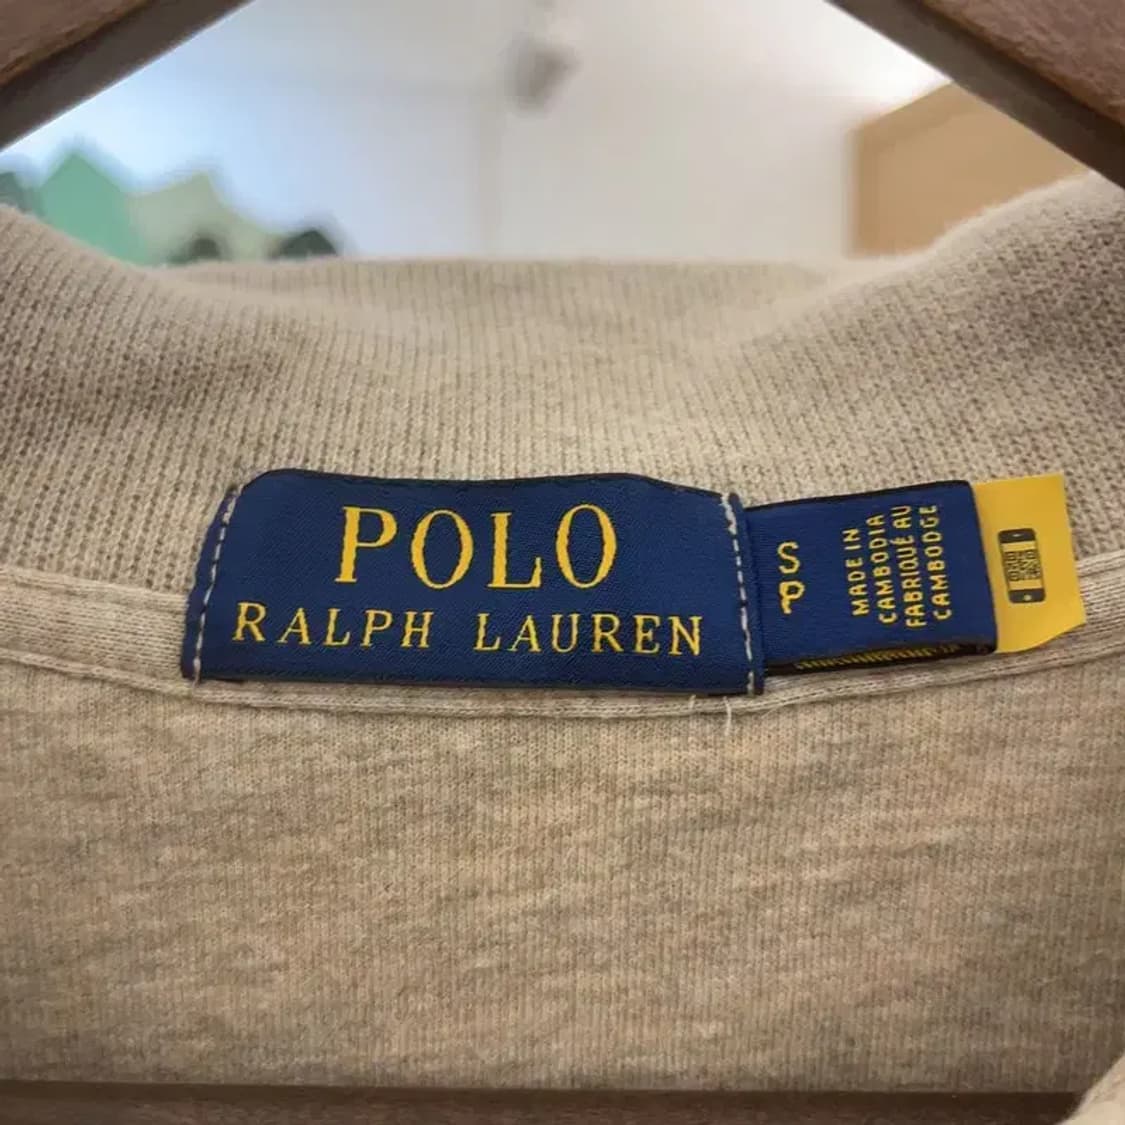 POLO
RALPH LAUREN
S
P
MADE IN
CAMBODIA
FABRIQUÉ AU
CAMBODGE